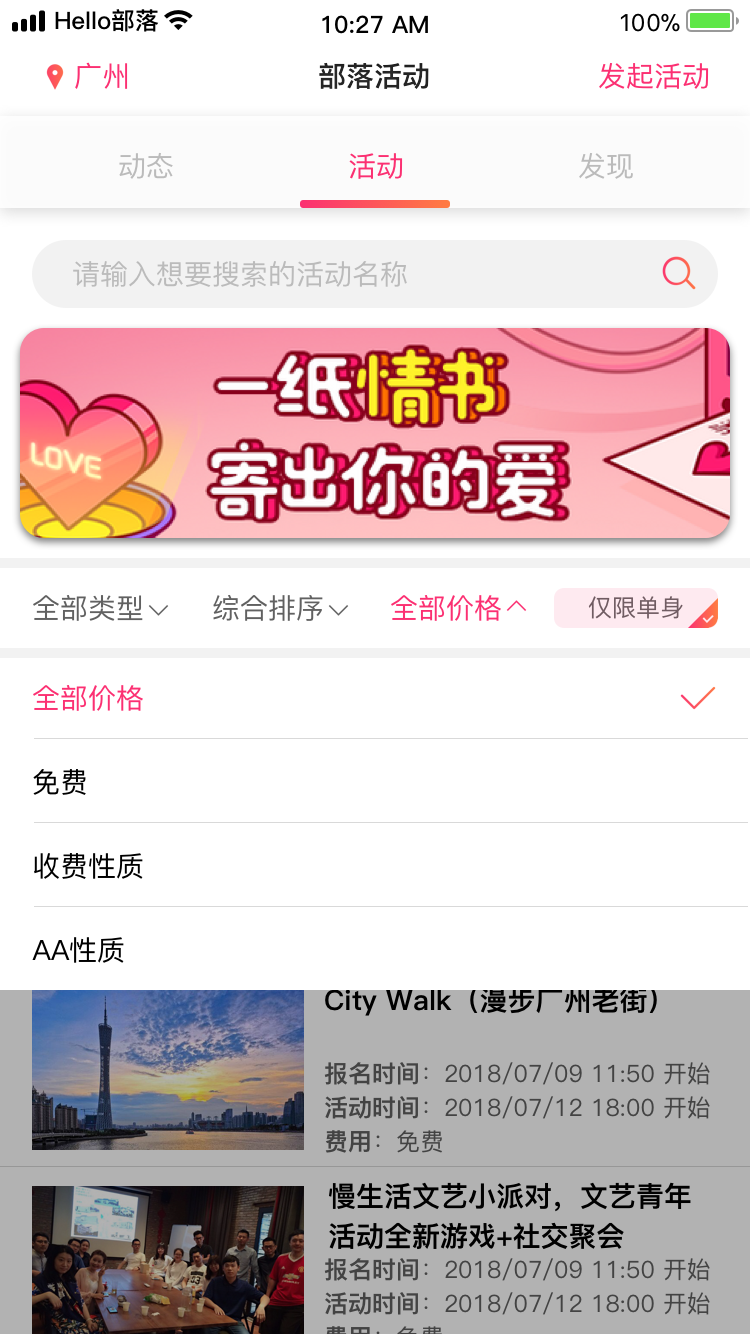 Hello部落
10:27 AM
100%
广州
部落活动
发起活动
动态
活动
发现
请输入想要搜索的活动名称
一纸情书
寄出你的爱
LOVE
全部类型
综合排序
全部价格
仅限单身
全部价格
免费
收费性质
AA性质
City Walk（漫步广州老街）
报名时间：2018/07/09 11:50 开始
活动时间：2018/07/12 18:00 开始
费用：免费
慢生活文艺小派对，文艺青年
活动全新游戏+社交聚会
报名时间：2018/07/09 11:50 开始
活动时间：2018/07/12 18:00 开始
费用：免费